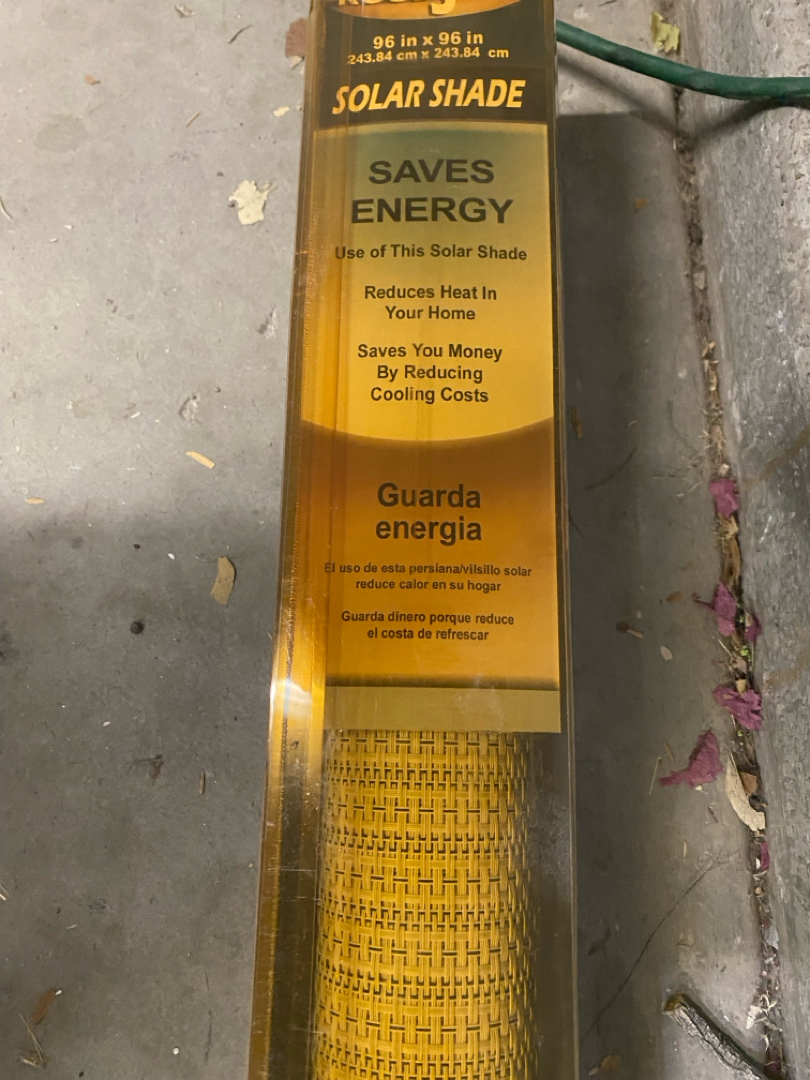 96 in x 96 in
243.84 cm x 243.84 cm
SOLAR SHADE
SAVES
ENERGY
Use of This Solar Shade
Reduces Heat In
Your Home
Saves You Money
By Reducing
Cooling Costs
Guarda
energia
El uso de esta persiana/vilsillo solar
reduce calor en su hogar
Guarda dinero porque reduce
el costa de refrescar